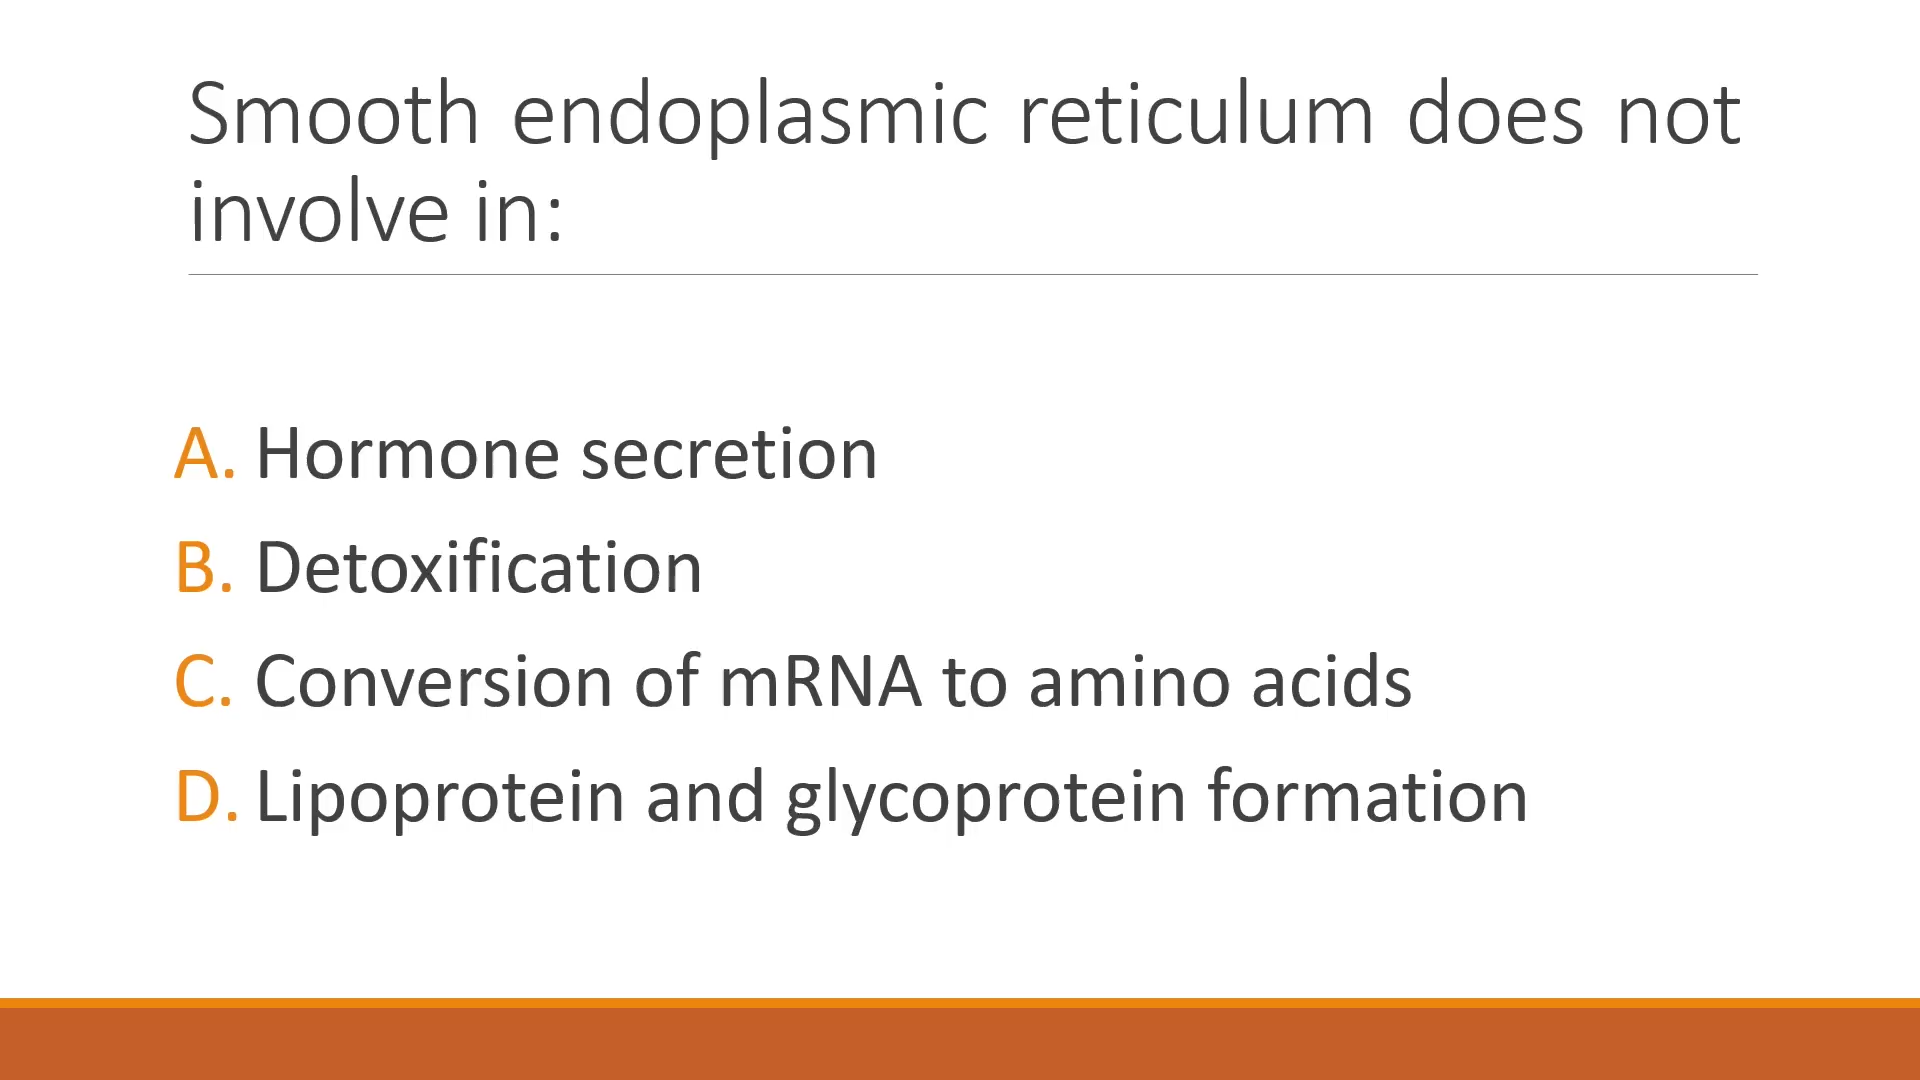 Smooth endoplasmic reticulum does not
involve in:
A. Hormone secretion
B. Detoxification
C. Conversion of mRNA to amino acids
D. Lipoprotein and glycoprotein formation